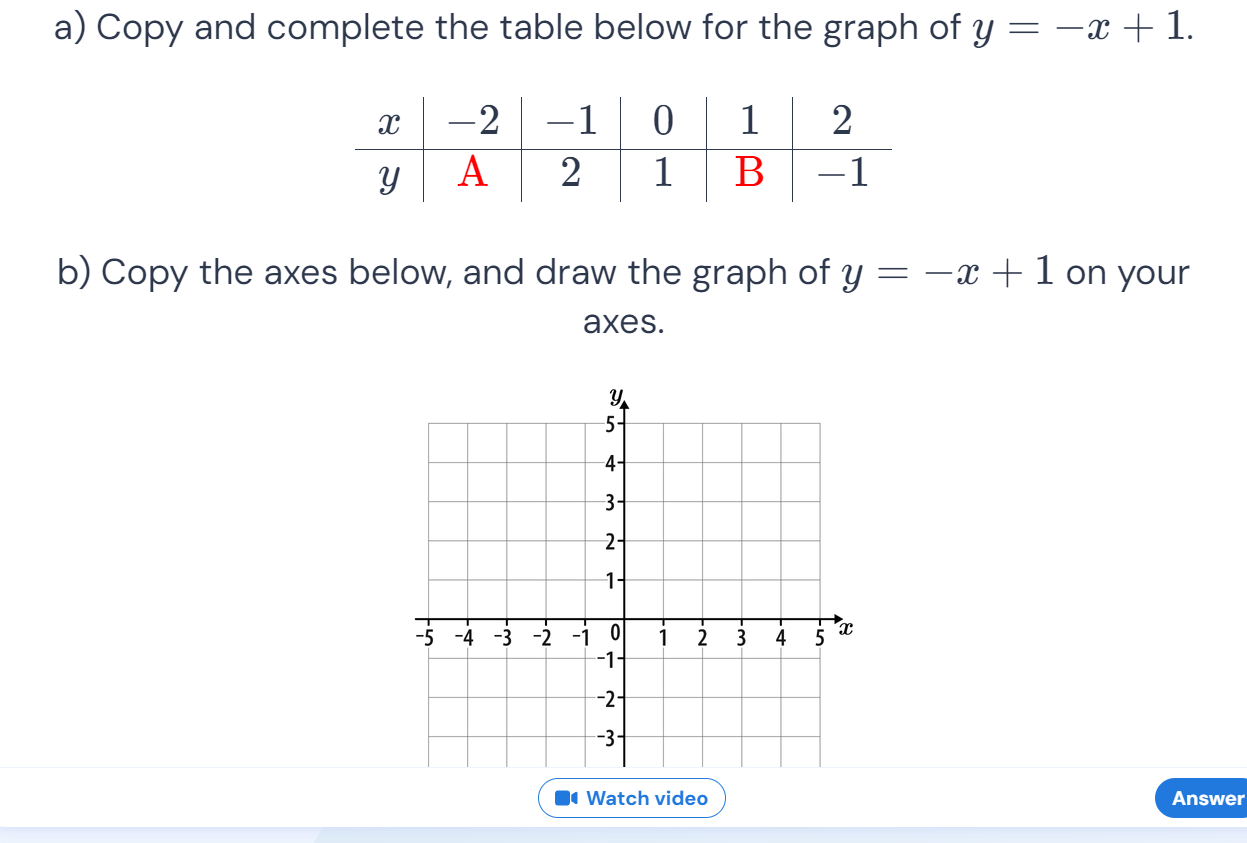 a) Copy and complete the table below for the graph of y = −x + 1.
x −2 −1 0 1 2
y A 2 1 B −1
b) Copy the axes below, and draw the graph of y = −x + 1 on your
axes.
y
5
4
3
2
1
-5 -4 -3 -2 -1 0 1 2 3 4 5 x
-1
-2
-3
Watch video
Answer